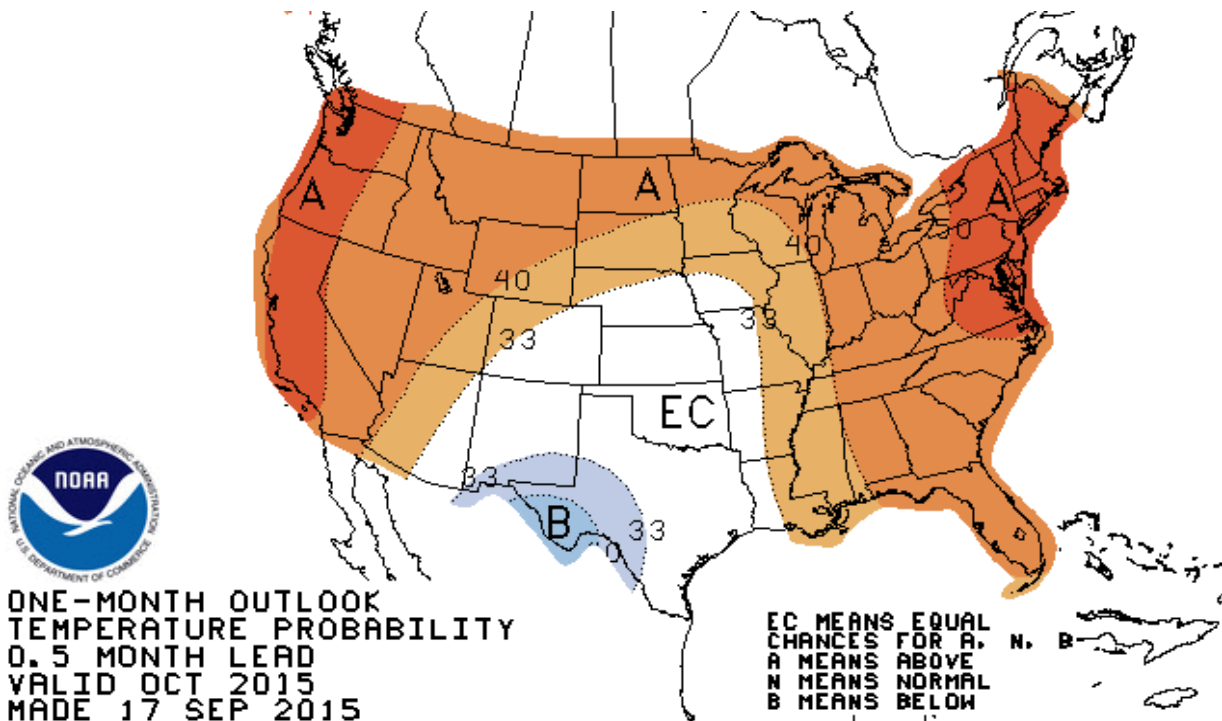 A
A
A
50
40
40
33
33
EC
33
B
33
NATIONAL OCEANIC AND ATMOSPHERIC ADMINISTRATION
NOAA
U.S. DEPARTMENT OF COMMERCE
ONE-MONTH OUTLOOK
TEMPERATURE PROBABILITY
0.5 MONTH LEAD
VALID OCT 2015
MADE 17 SEP 2015
EC MEANS EQUAL
CHANCES FOR A, N, B
A MEANS ABOVE
N MEANS NORMAL
B MEANS BELOW